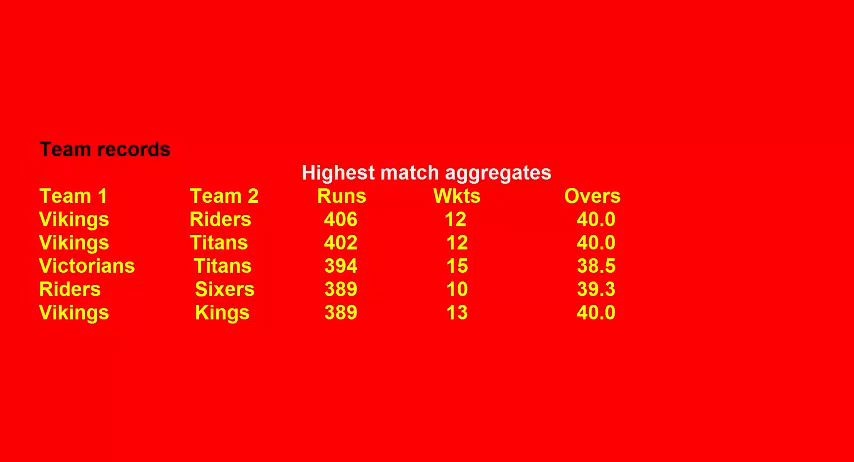 Team records
Highest match aggregates
Team 1 Team 2 Runs Wkts Overs
Vikings Riders 406 12 40.0
Vikings Titans 402 12 40.0
Victorians Titans 394 15 38.5
Riders Sixers 389 10 39.3
Vikings Kings 389 13 40.0